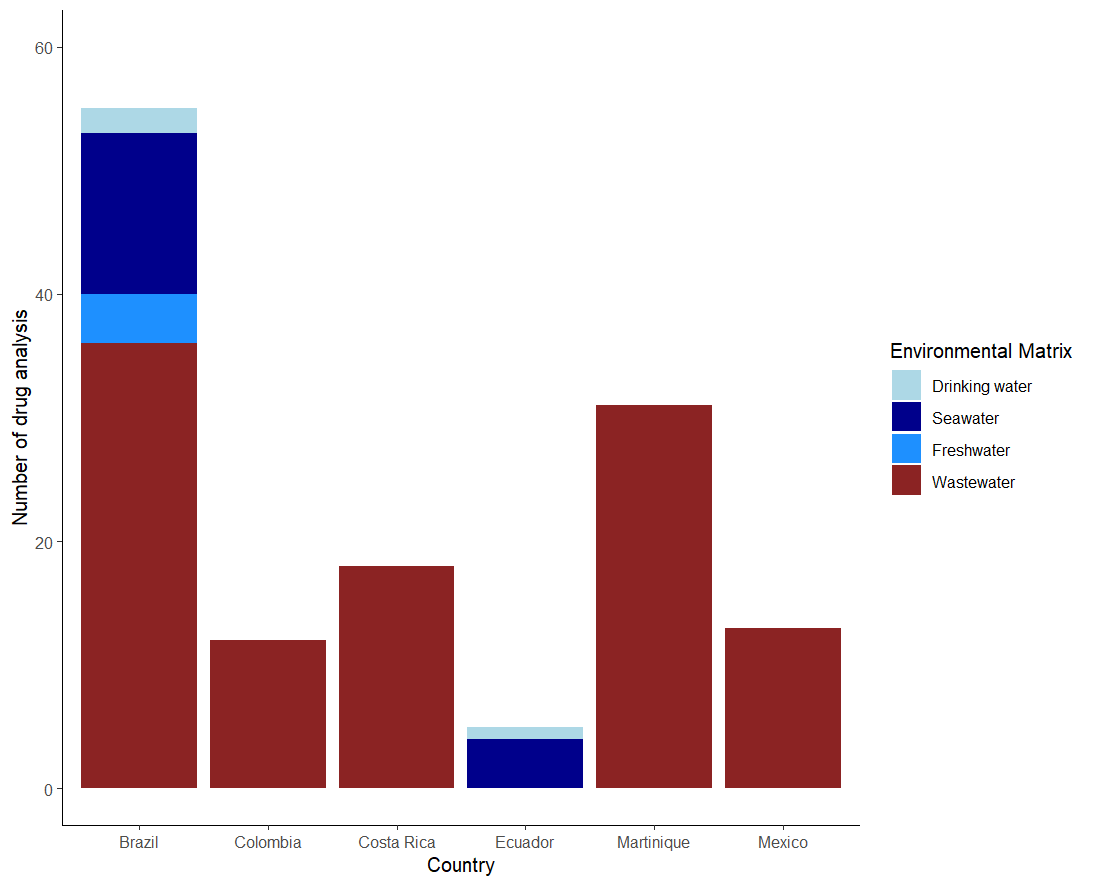 Number of drug analysis
60
40
20
0
Brazil
Colombia
Costa Rica
Ecuador
Martinique
Mexico
Country
Environmental Matrix
Drinking water
Seawater
Freshwater
Wastewater